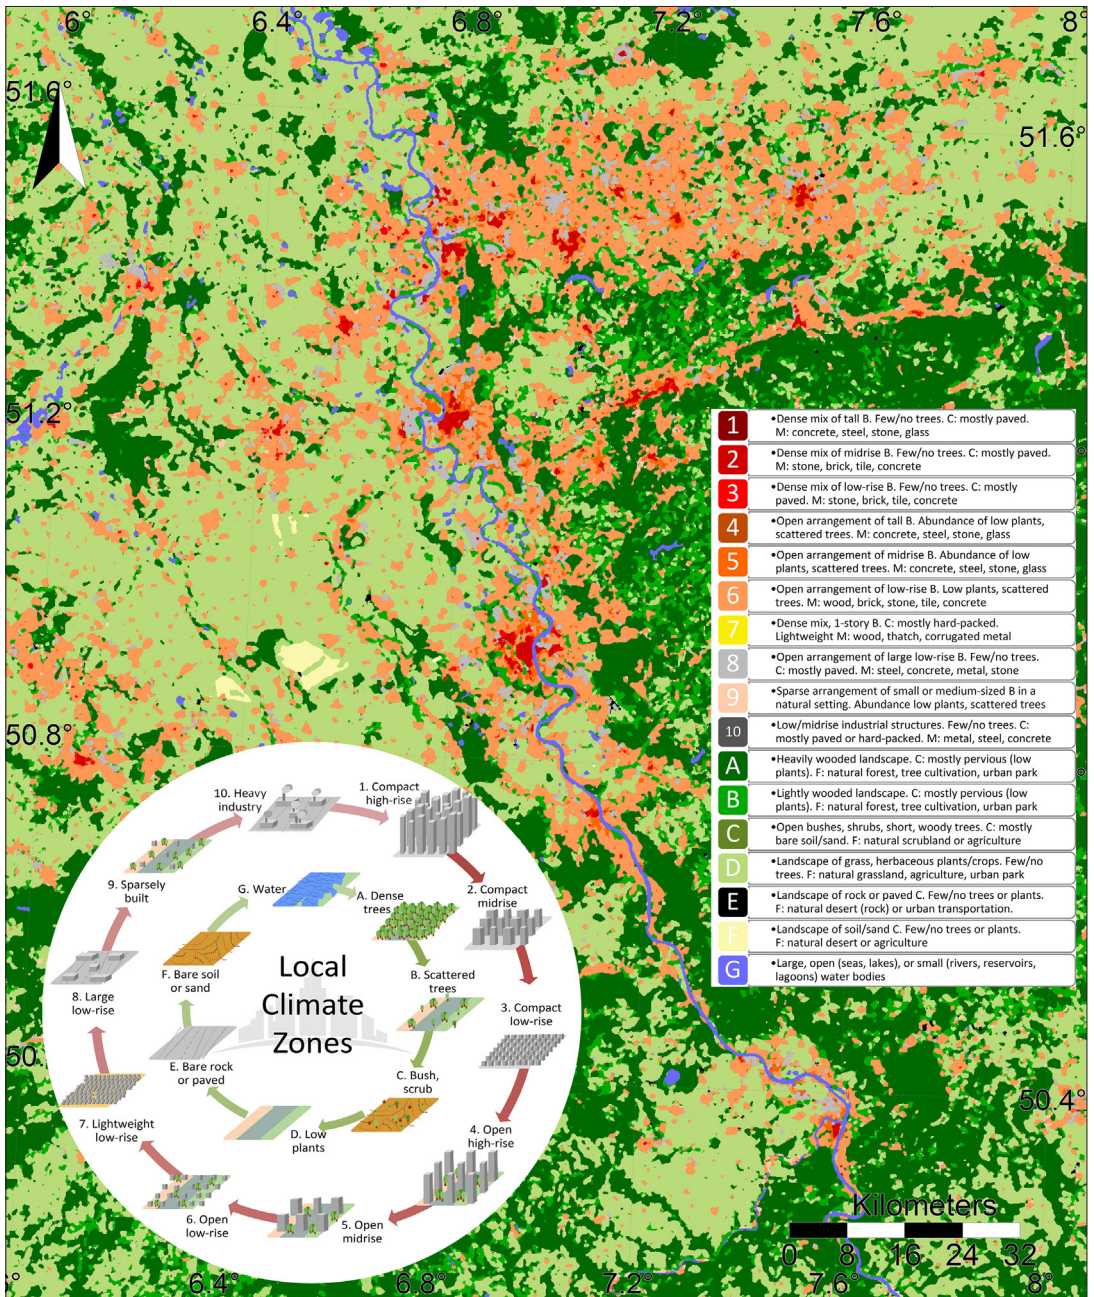 6°
6.4°
6.8°
7.2°
7.6°
8°
51.6°
51.6°
51.2°
1
•Dense mix of tall B. Few/no trees. C: mostly paved.
M: concrete, steel, stone, glass
2
•Dense mix of midrise B. Few/no trees. C: mostly paved.
M: stone, brick, tile, concrete
3
•Dense mix of low-rise B. Few/no trees. C: mostly
paved. M: stone, brick, tile, concrete
4
•Open arrangement of tall B. Abundance of low plants,
scattered trees. M: concrete, steel, stone, glass
5
•Open arrangement of midrise B. Abundance of low
plants, scattered trees. M: concrete, steel, stone, glass
6
•Open arrangement of low-rise B. Low plants, scattered
trees. M: wood, brick, stone, tile, concrete
7
•Dense mix, 1-story B. C: mostly hard-packed.
Lightweight M: wood, thatch, corrugated metal
8
•Open arrangement of large low-rise B. Few/no trees.
C: mostly paved. M: steel, concrete, metal, stone
9
•Sparse arrangement of small or medium-sized B in a
natural setting. Abundance low plants, scattered trees
10
•Low/midrise industrial structures. Few/no trees. C:
mostly paved or hard-packed. M: metal, steel, concrete
A
•Heavily wooded landscape. C: mostly pervious (low
plants). F: natural forest, tree cultivation, urban park
B
•Lightly wooded landscape. C: mostly pervious (low
plants). F: natural forest, tree cultivation, urban park
C
•Open bushes, shrubs, short, woody trees. C: mostly
bare soil/sand. F: natural scrubland or agriculture
D
•Landscape of grass, herbaceous plants/crops. Few/no
trees. F: natural grassland, agriculture, urban park
E
•Landscape of rock or paved C. Few/no trees or plants.
F: natural desert (rock) or urban transportation.
F
•Landscape of soil/sand C. Few/no trees or plants.
F: natural desert or agriculture
G
•Large, open (seas, lakes), or small (rivers, reservoirs,
lagoons) water bodies
50.8°
10. Heavy
industry
1. Compact
high-rise
9. Sparsely
built
G. Water
A. Dense
trees
2. Compact
midrise
F. Bare soil
or sand
Local
Climate
Zones
B. Scattered
trees
8. Large
low-rise
3. Compact
low-rise
E. Bare rock
or paved
C. Bush,
scrub
7. Lightweight
low-rise
D. Low
plants
4. Open
high-rise
6. Open
low-rise
5. Open
midrise
50.
50.4°
Kilometers
0 8 16 24 32
6.4°
6.8°
7.2°
7.6°
8°